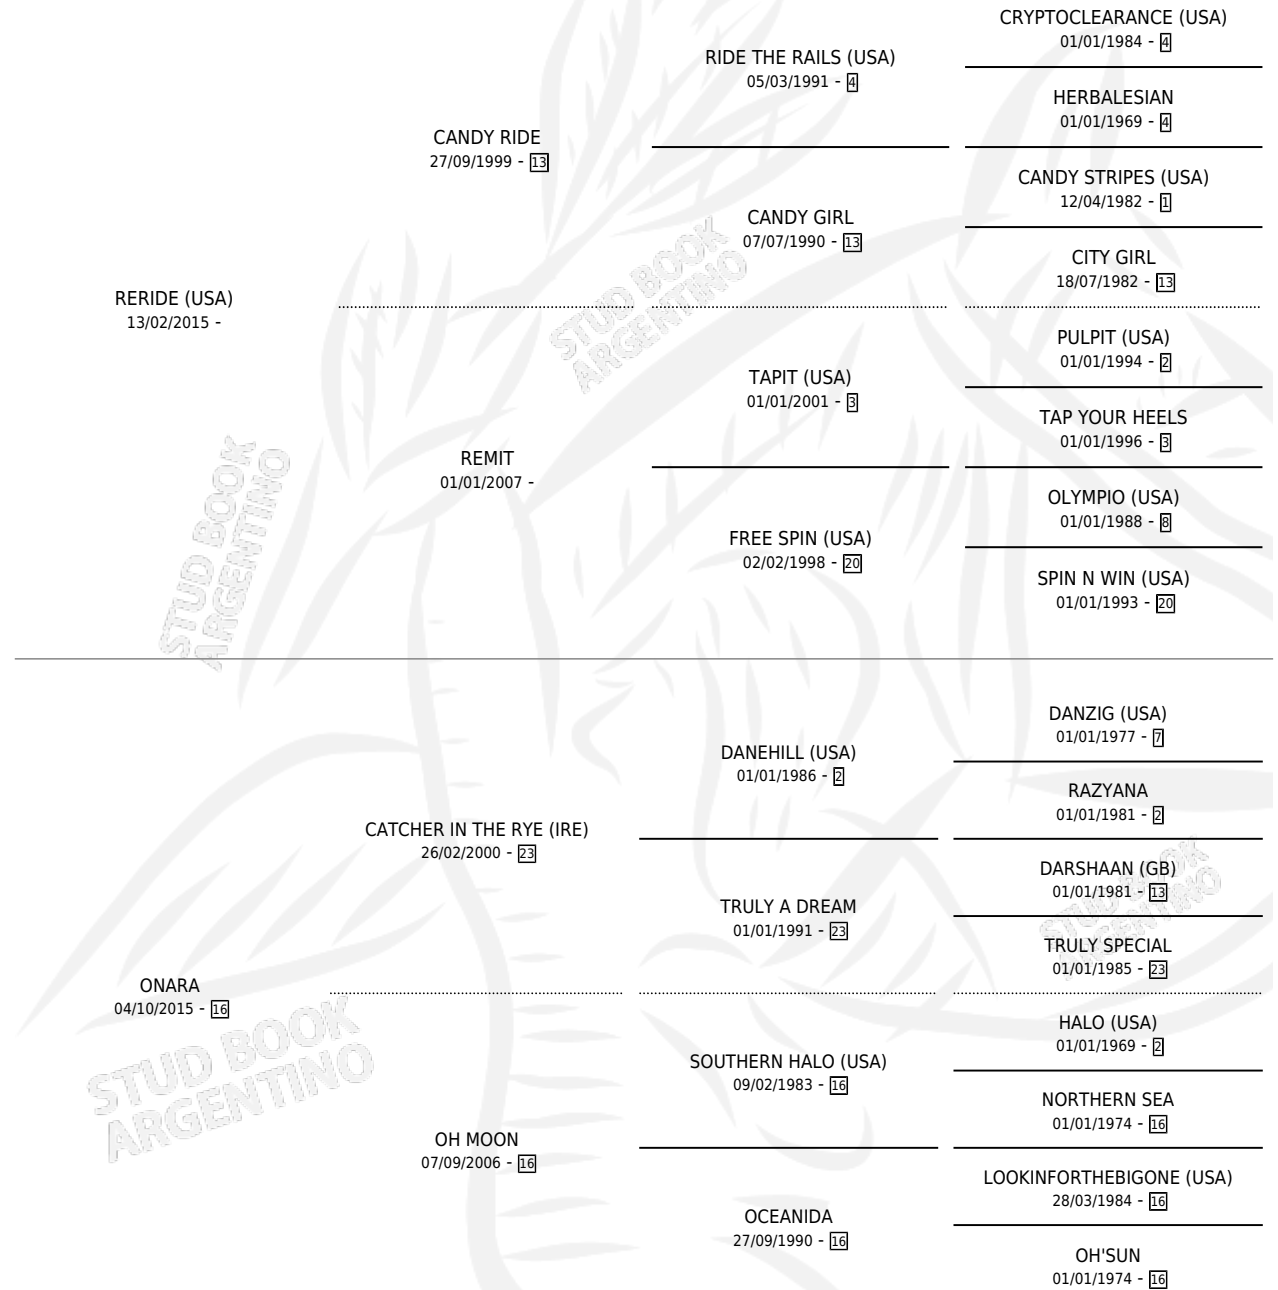 CRYPTOCLEARANCE (USA)
01/01/1984 - 4
RIDE THE RAILS (USA)
05/03/1991 - 4
HERBALESIAN
01/01/1969 - 4
CANDY RIDE
27/09/1999 - 13
CANDY STRIPES (USA)
12/04/1982 - 1
CANDY GIRL
07/07/1990 - 13
CITY GIRL
18/07/1982 - 13
RERIDE (USA)
13/02/2015 -
STUD BOOK
ARGENTINO
PULPIT (USA)
01/01/1994 - 2
TAPIT (USA)
01/01/2001 - 3
TAP YOUR HEELS
01/01/1996 - 3
REMIT
01/01/2007 -
OLYMPIO (USA)
01/01/1988 - 8
FREE SPIN (USA)
02/02/1998 - 20
SPIN N WIN (USA)
01/01/1993 - 20
STUD BOOK
ARGENTINO
DANZIG (USA)
01/01/1977 - 7
DANEHILL (USA)
01/01/1986 - 2
RAZYANA
01/01/1981 - 2
CATCHER IN THE RYE (IRE)
26/02/2000 - 23
DARSHAAN (GB)
01/01/1981 - 13
TRULY A DREAM
01/01/1991 - 23
STUD BOOK
ARGENTINO
TRULY SPECIAL
01/01/1985 - 23
ONARA
04/10/2015 - 16
HALO (USA)
01/01/1969 - 2
SOUTHERN HALO (USA)
09/02/1983 - 16
STUD BOOK
ARGENTINO
NORTHERN SEA
01/01/1974 - 16
OH MOON
07/09/2006 - 16
LOOKINFORTHEBIGONE (USA)
28/03/1984 - 16
OCEANIDA
27/09/1990 - 16
OH'SUN
01/01/1974 - 16